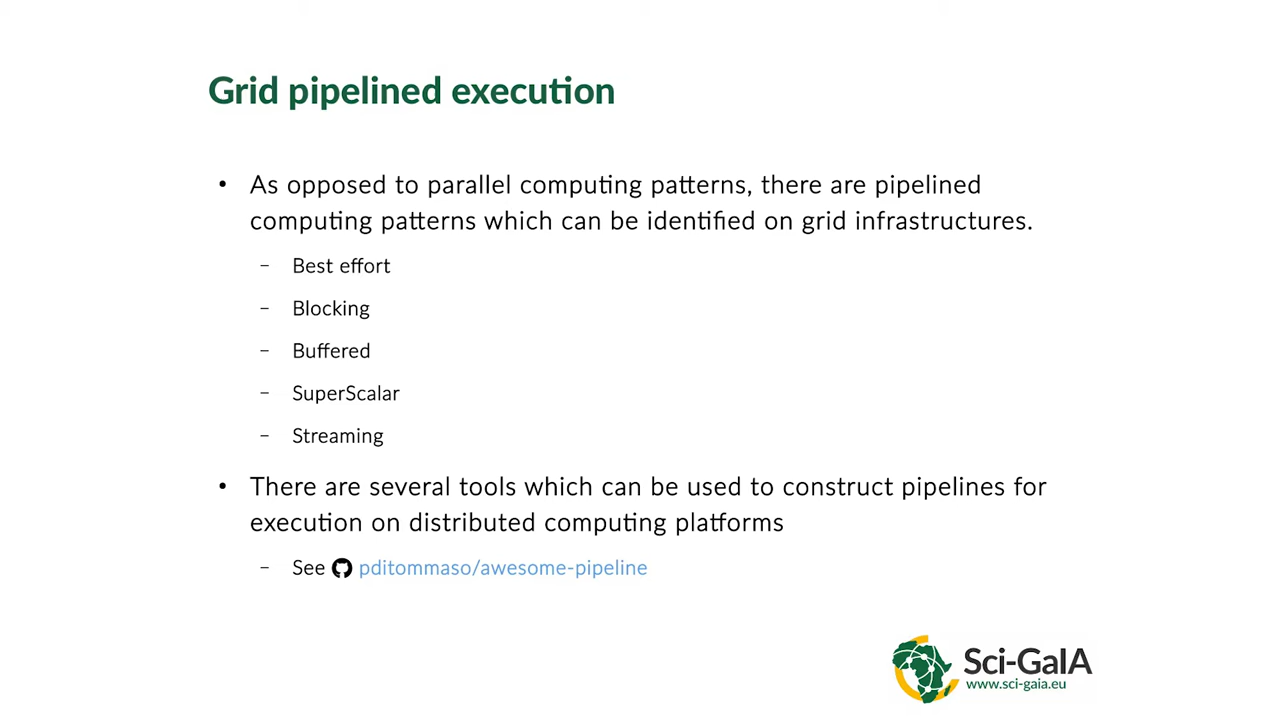 Grid pipelined execution
• As opposed to parallel computing patterns, there are pipelined
computing patterns which can be identified on grid infrastructures.
– Best effort
– Blocking
– Buffered
– SuperScalar
– Streaming
• There are several tools which can be used to construct pipelines for
execution on distributed computing platforms
– See pditommaso/awesome-pipeline
Sci-GaIA
www.sci-gaia.eu